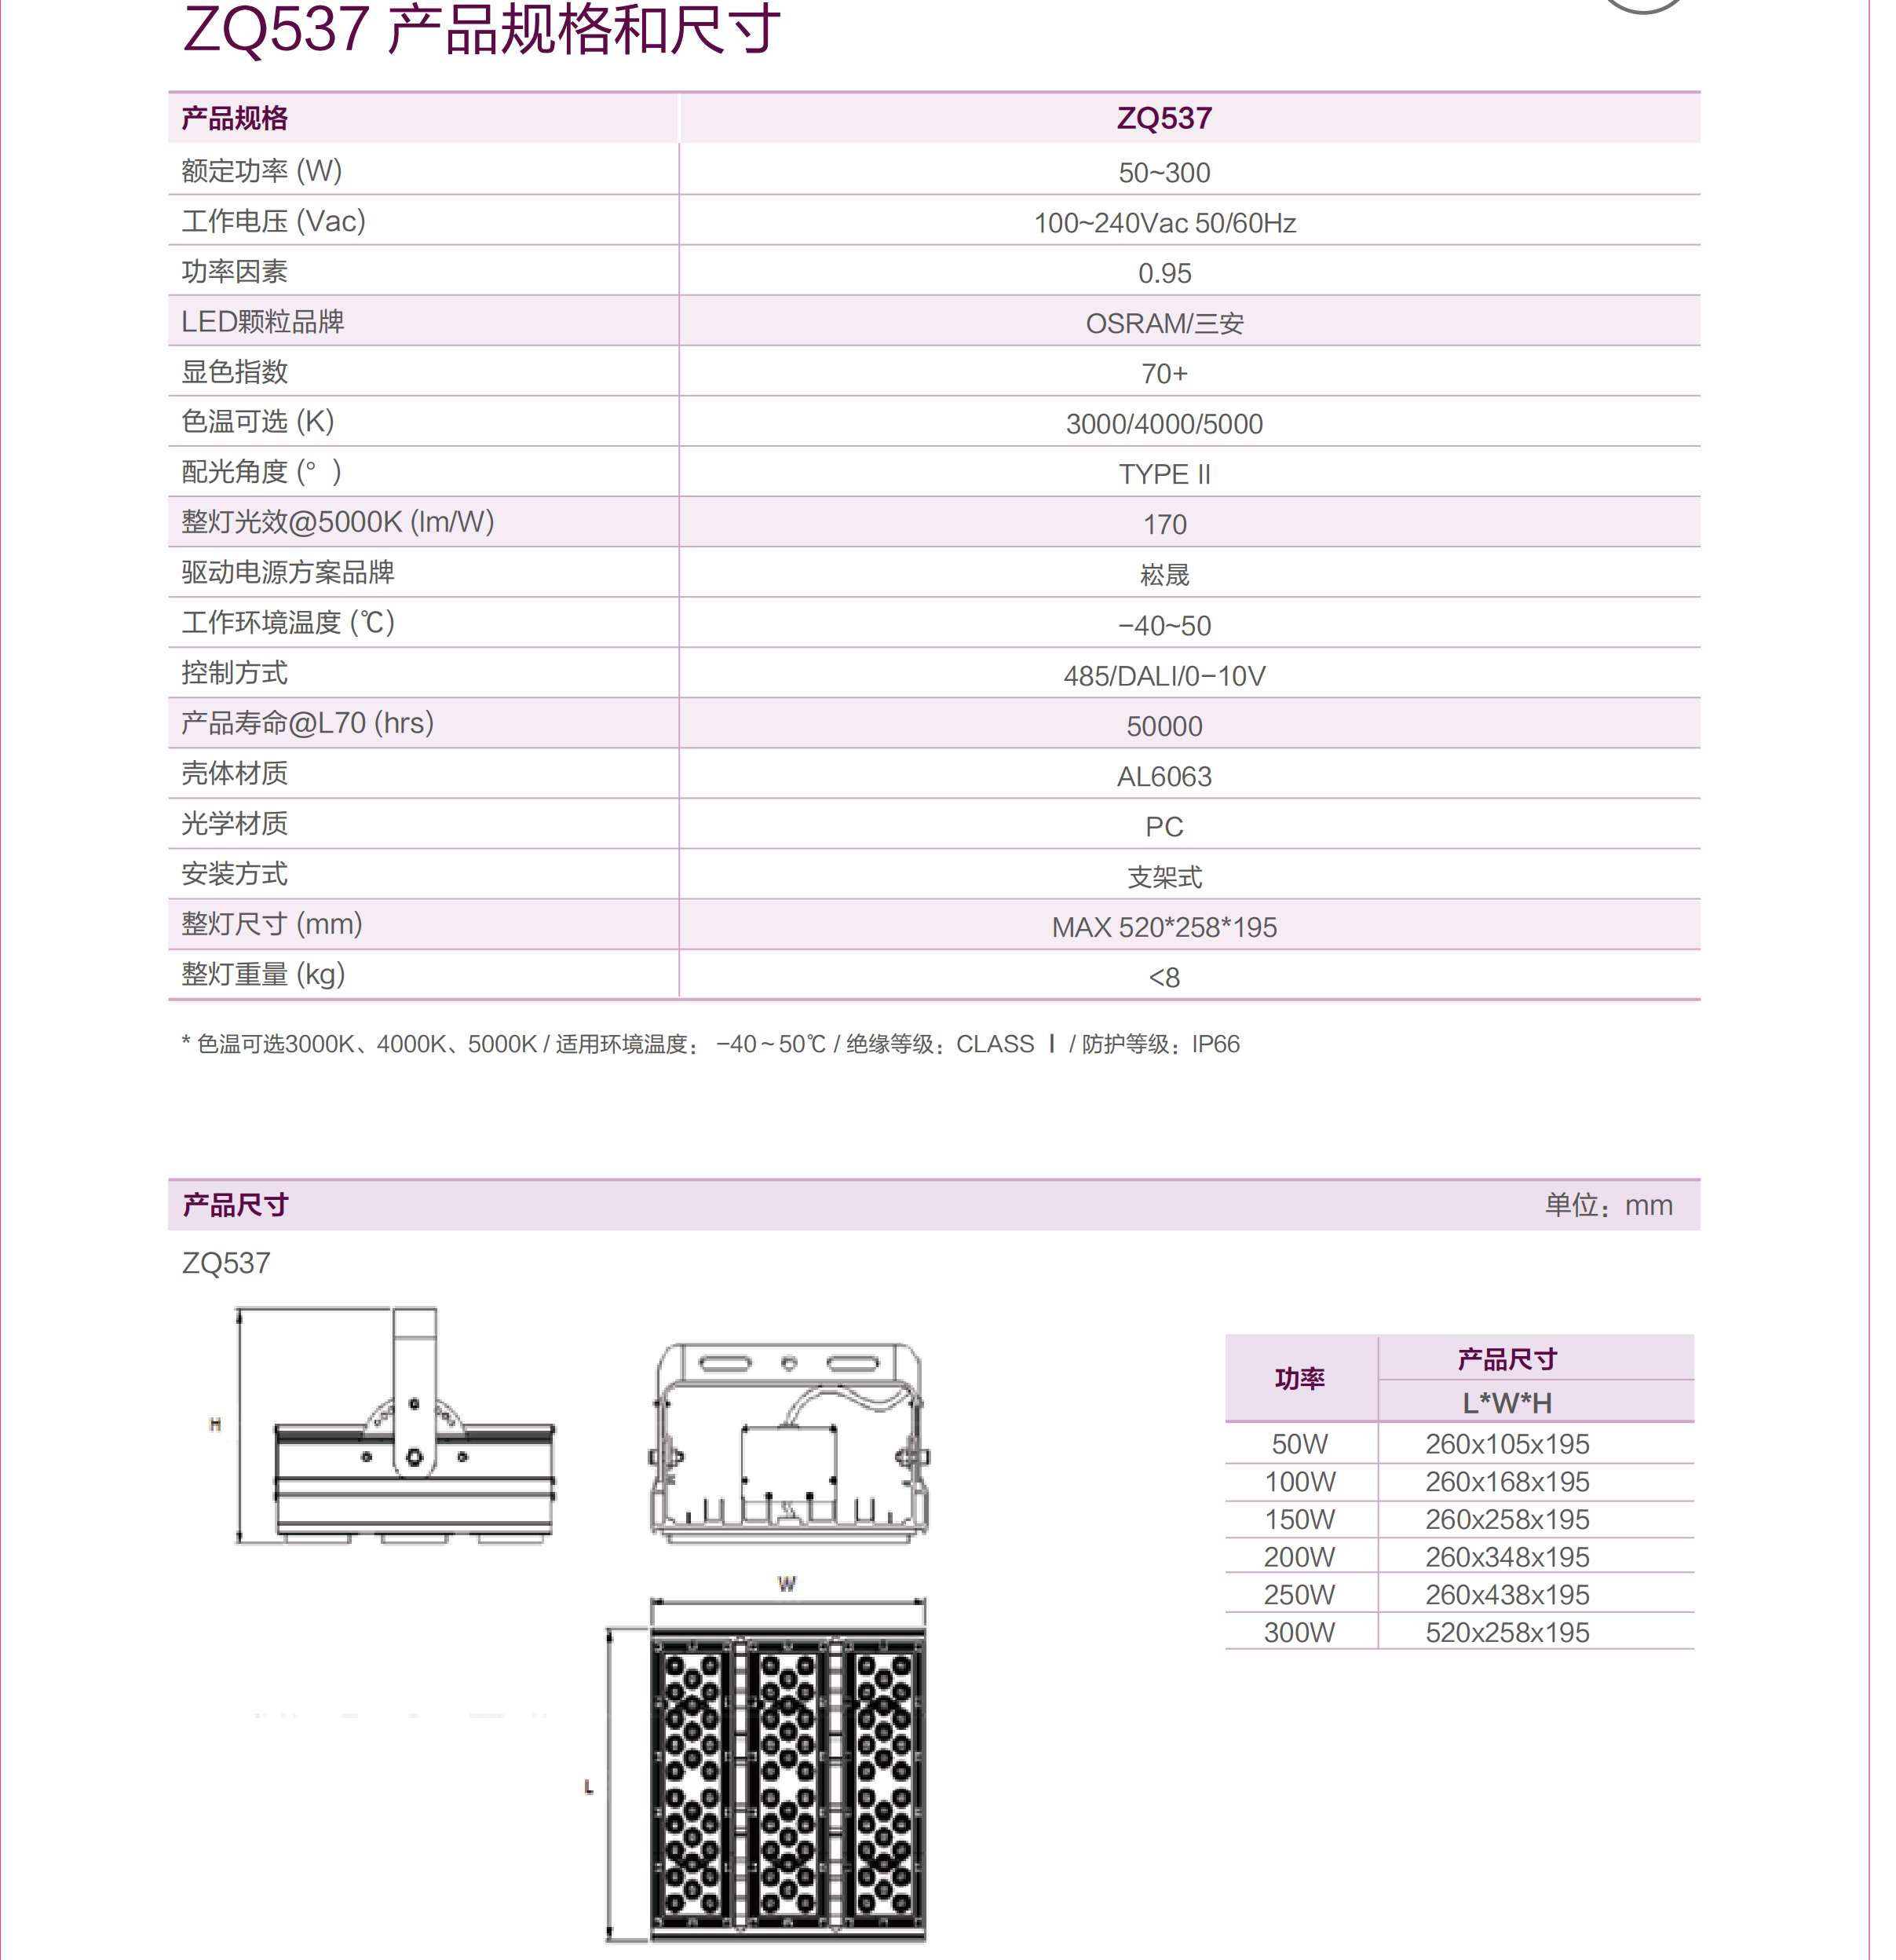 ZQ537 产品规格和尺寸
产品规格 ZQ537
额定功率 (W) 50~300
工作电压 (Vac) 100~240Vac 50/60Hz
功率因素 0.95
LED颗粒品牌 OSRAM/三安
显色指数 70+
色温可选 (K) 3000/4000/5000
配光角度 (° ) TYPE II
整灯光效@5000K (lm/W) 170
驱动电源方案品牌 崧晟
工作环境温度 (℃) −40~50
控制方式 485/DALI/0−10V
产品寿命@L70 (hrs) 50000
壳体材质 AL6063
光学材质 PC
安装方式 支架式
整灯尺寸 (mm) MAX 520*258*195
整灯重量 (kg) <8
* 色温可选3000K、4000K、5000K / 适用环境温度： −40 ~ 50℃ / 绝缘等级：CLASS Ⅰ / 防护等级：IP66
产品尺寸 单位：mm
ZQ537
H
W
L
功率 产品尺寸
L*W*H
50W 260x105x195
100W 260x168x195
150W 260x258x195
200W 260x348x195
250W 260x438x195
300W 520x258x195